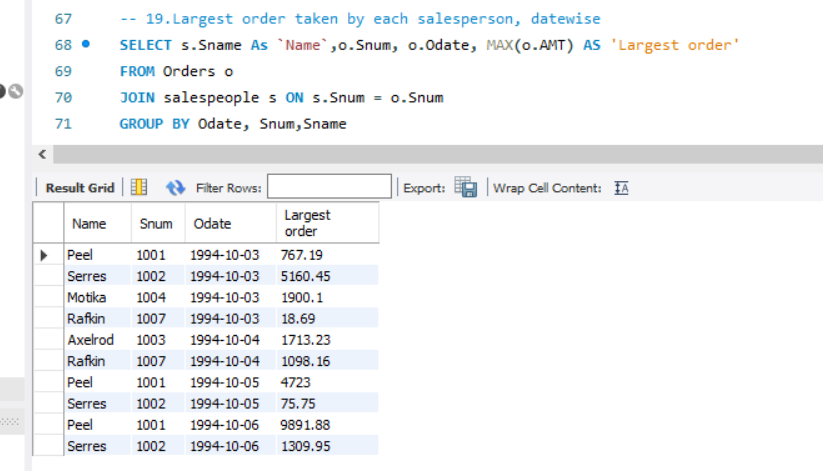 67 -- 19.Largest order taken by each salesperson, datewise
68 SELECT s.Sname As `Name`,o.Snum, o.Odate, MAX(o.AMT) AS 'Largest order'
69 FROM Orders o
70 JOIN salespeople s ON s.Snum = o.Snum
71 GROUP BY Odate, Snum,Sname
Result Grid Filter Rows: Export: Wrap Cell Content: IA
Name Snum Odate Largest order
Peel 1001 1994-10-03 767.19
Serres 1002 1994-10-03 5160.45
Motika 1004 1994-10-03 1900.1
Rafkin 1007 1994-10-03 18.69
Axelrod 1003 1994-10-04 1713.23
Rafkin 1007 1994-10-04 1098.16
Peel 1001 1994-10-05 4723
Serres 1002 1994-10-05 75.75
Peel 1001 1994-10-06 9891.88
Serres 1002 1994-10-06 1309.95